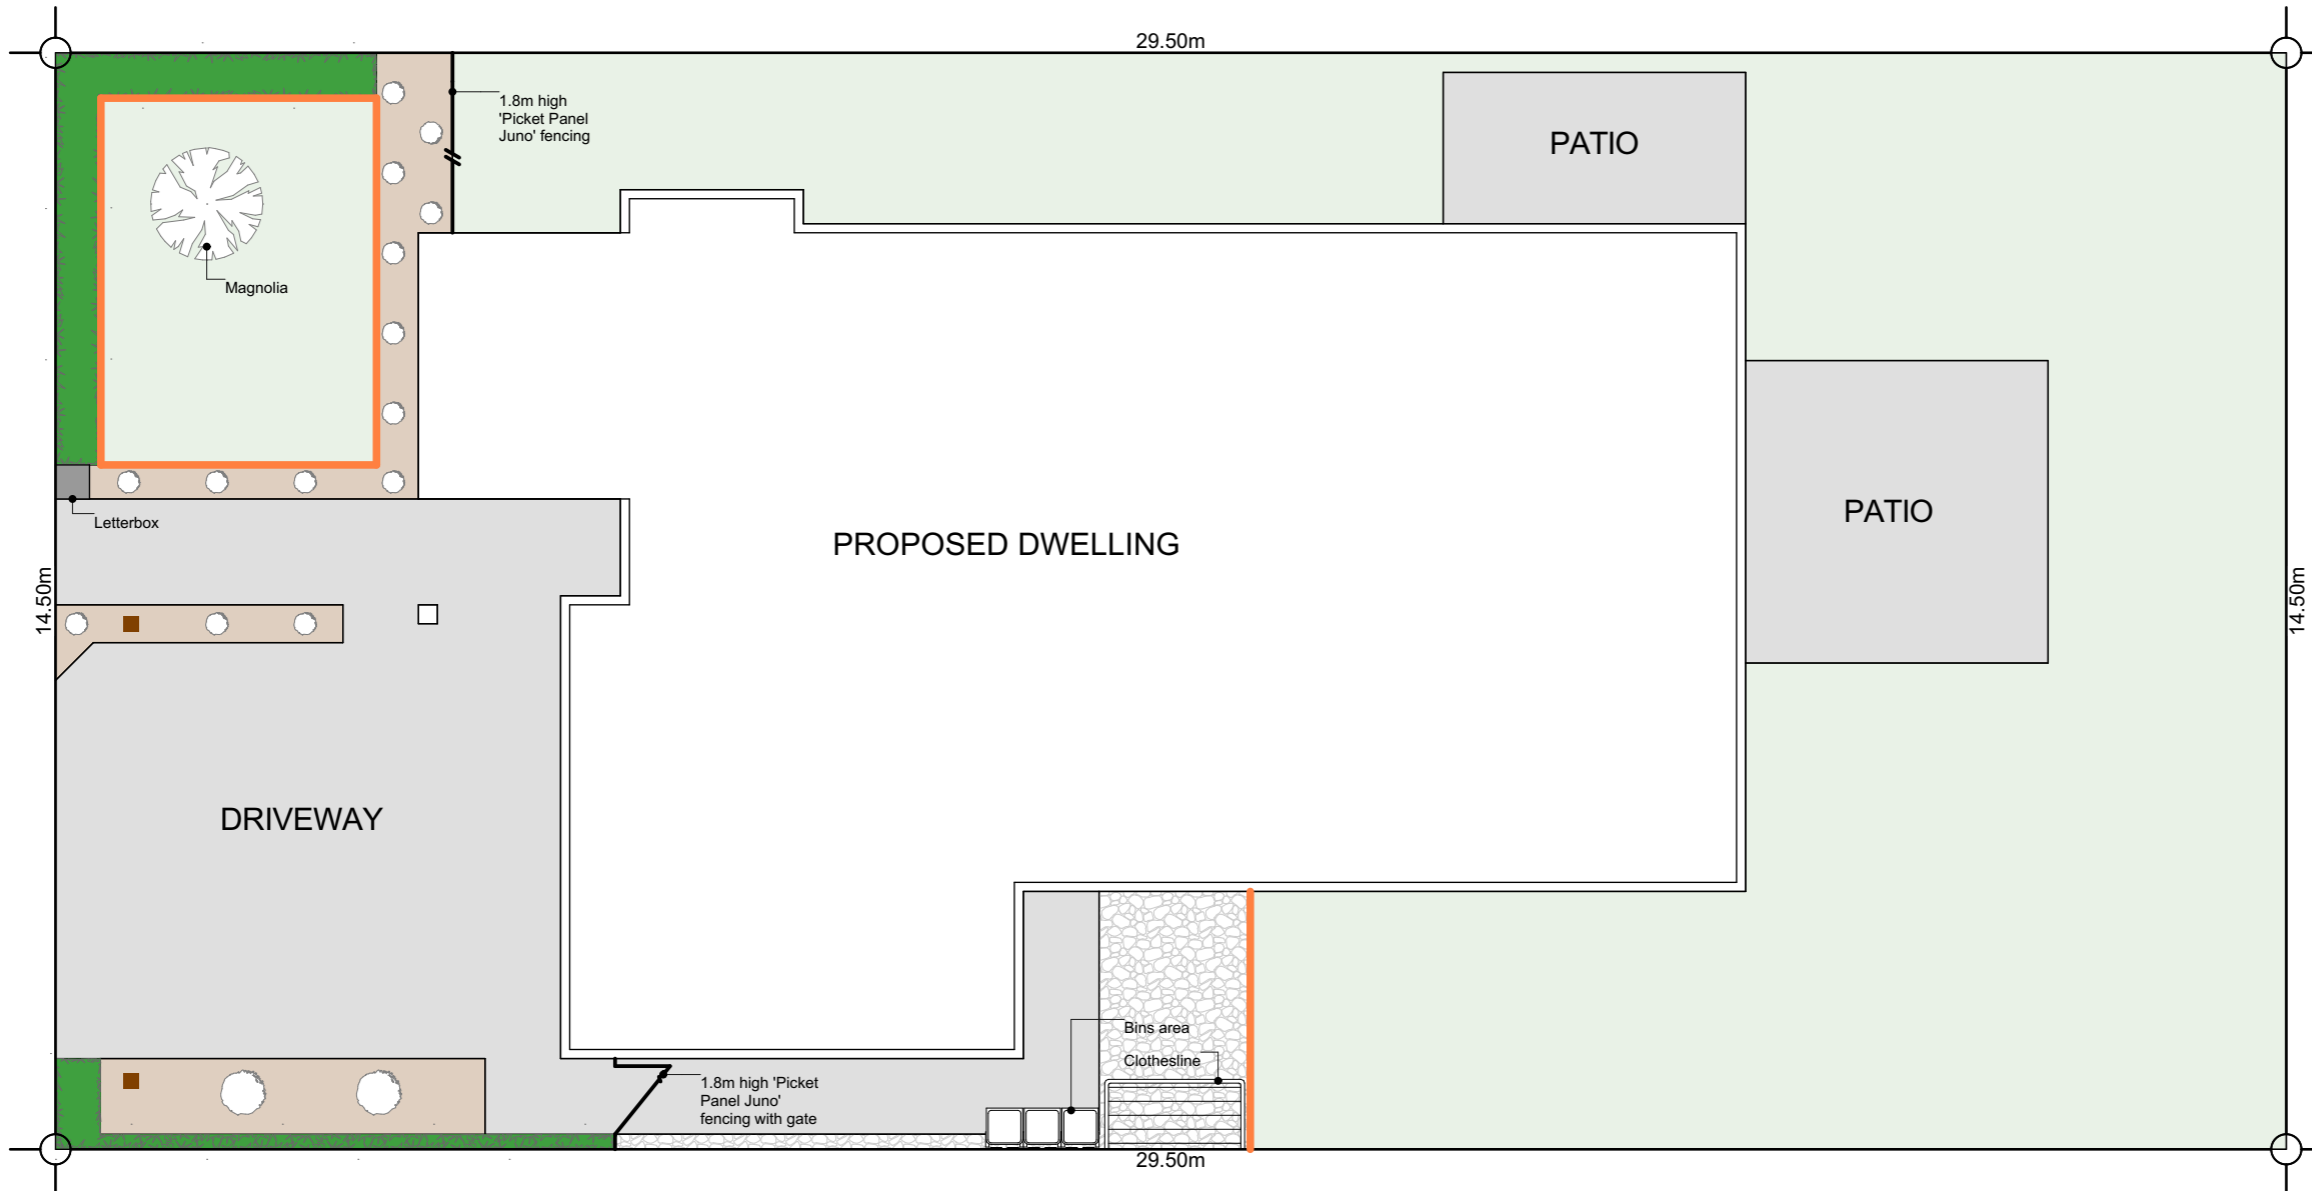 29.50m
1.8m high
'Picket Panel
Juno' fencing
PATIO
Magnolia
Letterbox
PROPOSED DWELLING
PATIO
14.50m
14.50m
DRIVEWAY
Bins area
Clothesline
1.8m high 'Picket
Panel Juno'
fencing with gate
29.50m